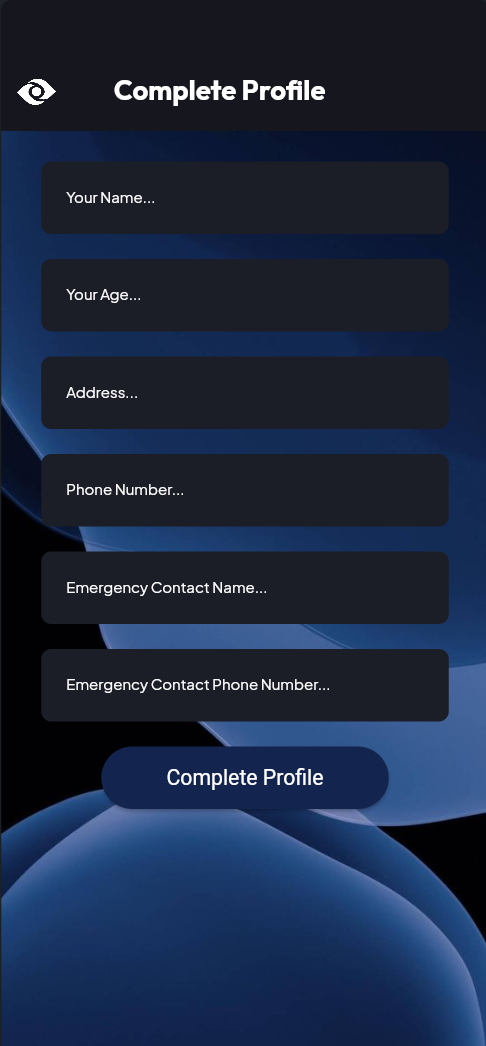 Complete Profile
Your Name...
Your Age...
Address...
Phone Number...
Emergency Contact Name...
Emergency Contact Phone Number...
Complete Profile